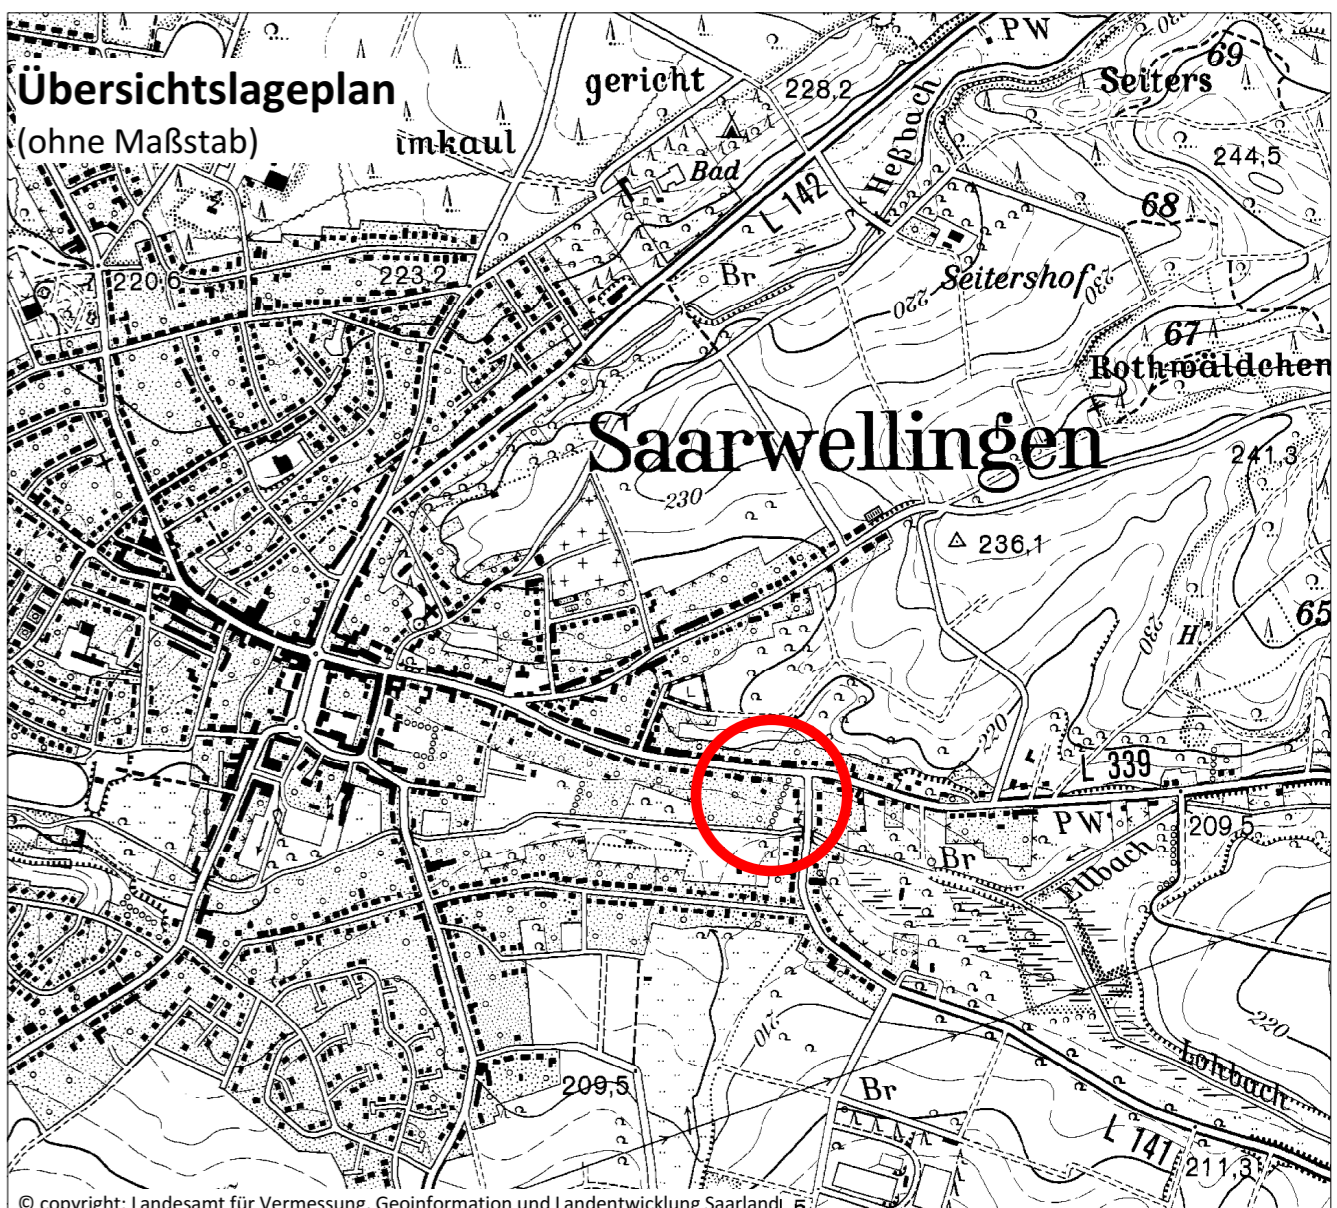 Übersichtslageplan
(ohne Maßstab)
imkaul
gericht
228,2
PW
69
Seiters
Heßbach
244,5
Bad
L 142
68
220,6
223,2
Br
Seitershof
220
230
67
Rothwäldchen
Saarwellingen
230
241,3
236,1
H
230
65
L
220
L 339
PW
209,5
Br
Ellbach
210
220
Lohbach
209,5
Br
L 141
211,3
© copyright: Landesamt für Vermessung, Geoinformation und Landentwicklung Saarland